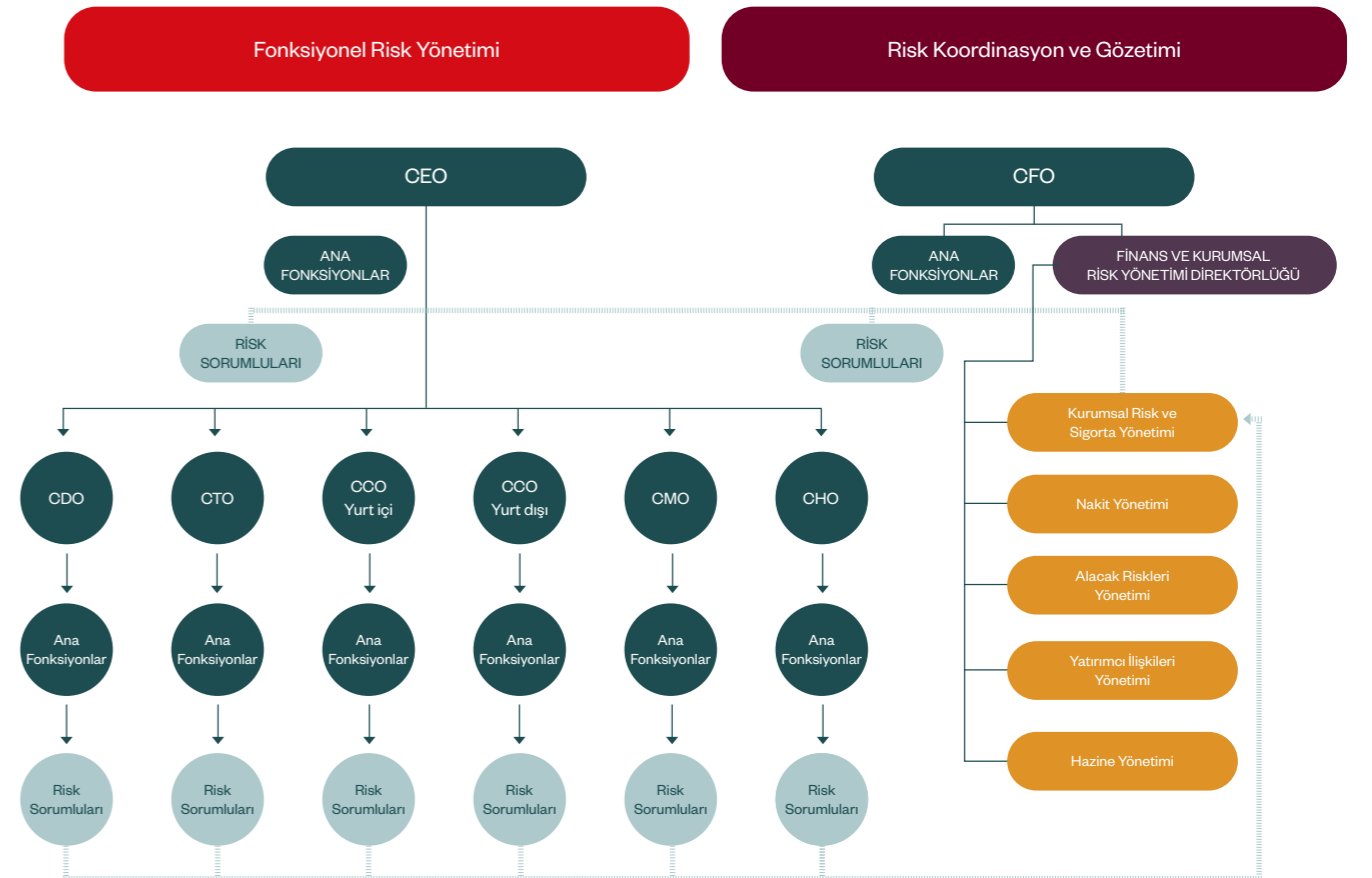 Fonksiyonel Risk Yönetimi
Risk Koordinasyon ve Gözetimi
CEO
CFO
ANA
FONKSİYONLAR
ANA
FONKSİYONLAR
FİNANS VE KURUMSAL
RİSK YÖNETİMİ DİREKTÖRLÜĞÜ
RİSK
SORUMLULARI
RİSK
SORUMLULARI
CDO
CTO
CCO
Yurt içi
CCO
Yurt dışı
CMO
CHO
Ana
Fonksiyonlar
Ana
Fonksiyonlar
Ana
Fonksiyonlar
Ana
Fonksiyonlar
Ana
Fonksiyonlar
Ana
Fonksiyonlar
Risk
Sorumluları
Risk
Sorumluları
Risk
Sorumluları
Risk
Sorumluları
Risk
Sorumluları
Risk
Sorumluları
Kurumsal Risk ve
Sigorta Yönetimi
Nakit Yönetimi
Alacak Riskleri
Yönetimi
Yatırımcı İlişkileri
Yönetimi
Hazine Yönetimi